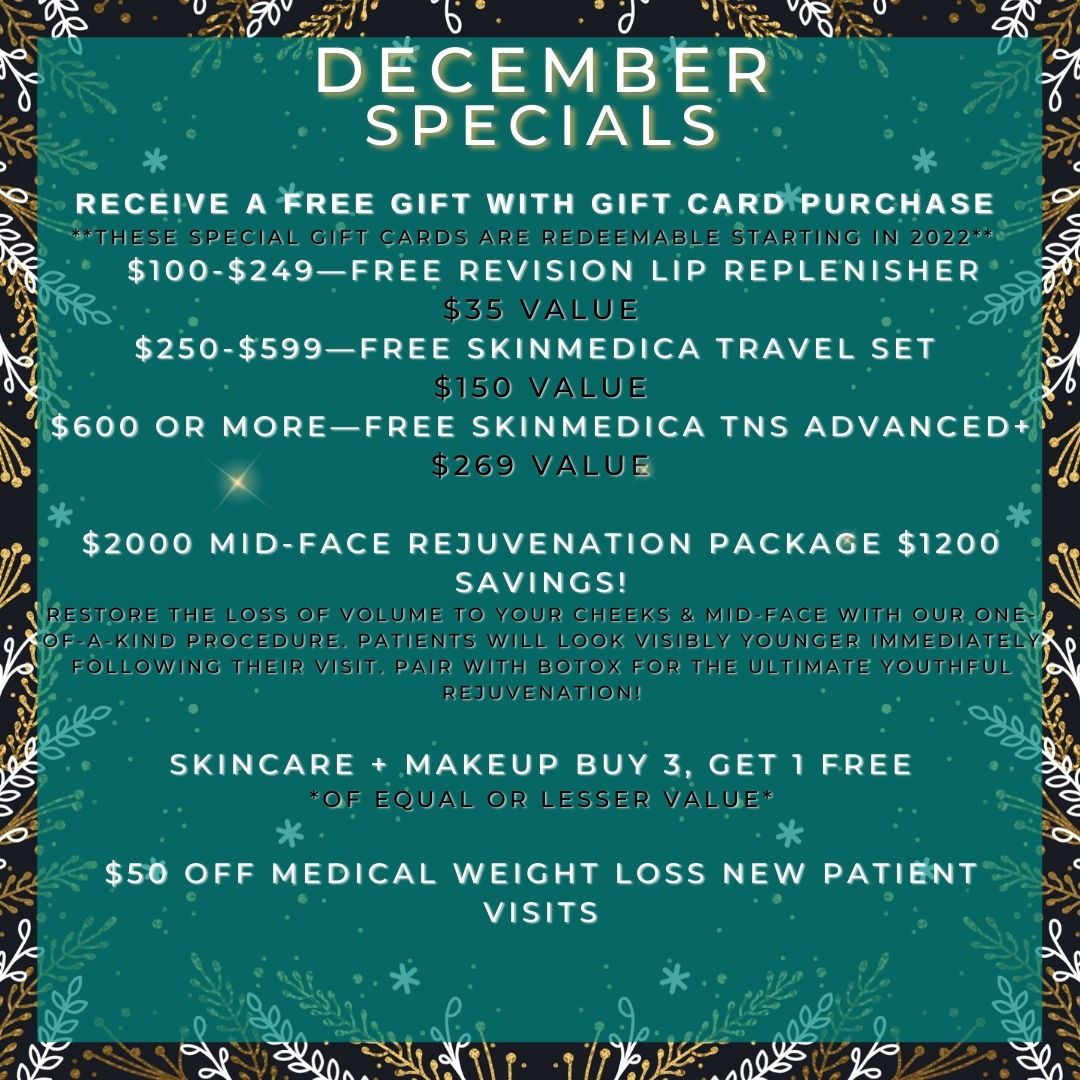 DECEMBER
SPECIALS
RECEIVE A FREE GIFT WITH GIFT CARD PURCHASE
**THESE SPECIAL GIFT CARDS ARE REDEEMABLE STARTING IN 2022**
$100-$249—FREE REVISION LIP REPLENISHER
$35 VALUE
$250-$599—FREE SKINMEDICA TRAVEL SET
$150 VALUE
$600 OR MORE—FREE SKINMEDICA TNS ADVANCED+
$269 VALUE
$2000 MID-FACE REJUVENATION PACKAGE $1200
SAVINGS!
RESTORE THE LOSS OF VOLUME TO YOUR CHEEKS & MID-FACE WITH OUR ONE-
OF-A-KIND PROCEDURE. PATIENTS WILL LOOK VISIBLY YOUNGER IMMEDIATELY
FOLLOWING THEIR VISIT. PAIR WITH BOTOX FOR THE ULTIMATE YOUTHFUL
REJUVENATION!
SKINCARE + MAKEUP BUY 3, GET 1 FREE
*OF EQUAL OR LESSER VALUE*
$50 OFF MEDICAL WEIGHT LOSS NEW PATIENT
VISITS